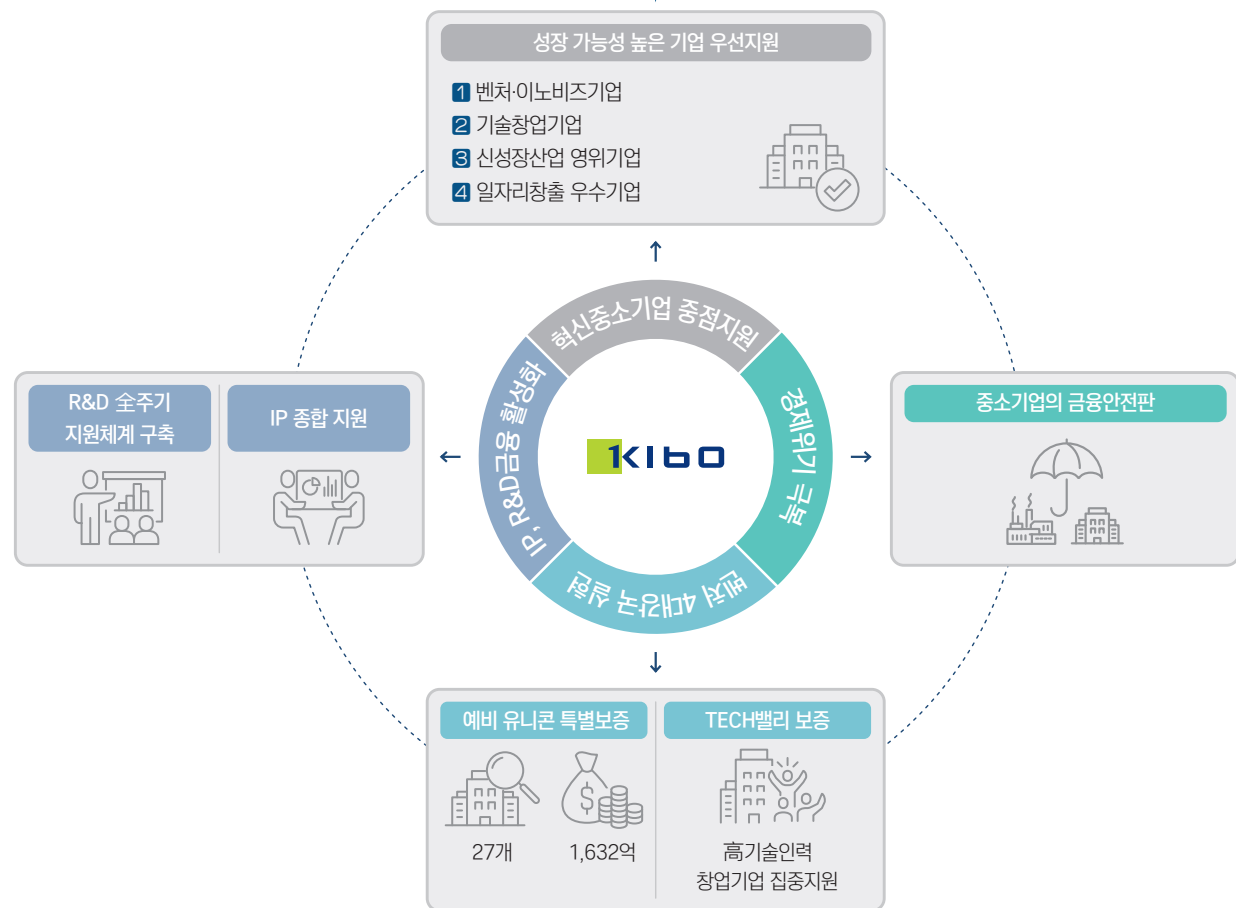 성장 가능성 높은 기업 우선지원
1 벤처·이노비즈기업
2 기술창업기업
3 신성장산업 영위기업
4 일자리창출 우수기업
혁신중소기업 중점지원
경제위기 극복
벤처 4대강국 실현
IP, R&D금융 활성화
1KIBO
R&D 全주기
지원체계 구축
IP 종합 지원
중소기업의 금융안전판
예비 유니콘 특별보증
27개
1,632억
TECH밸리 보증
高기술인력
창업기업 집중지원